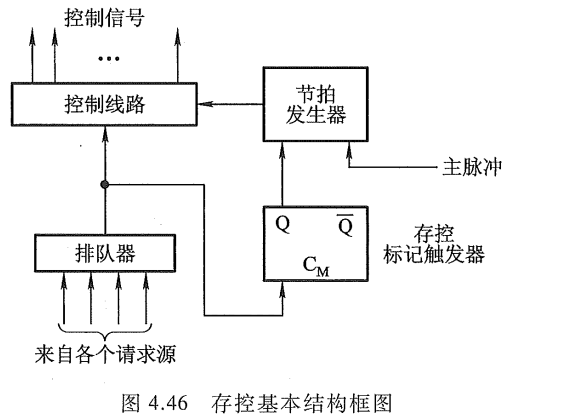 控制信号
…
控制线路
节拍
发生器
主脉冲
Q Q̅
存控
标记触发器
C_M
排队器
来自各个请求源
图 4.46 存控基本结构框图